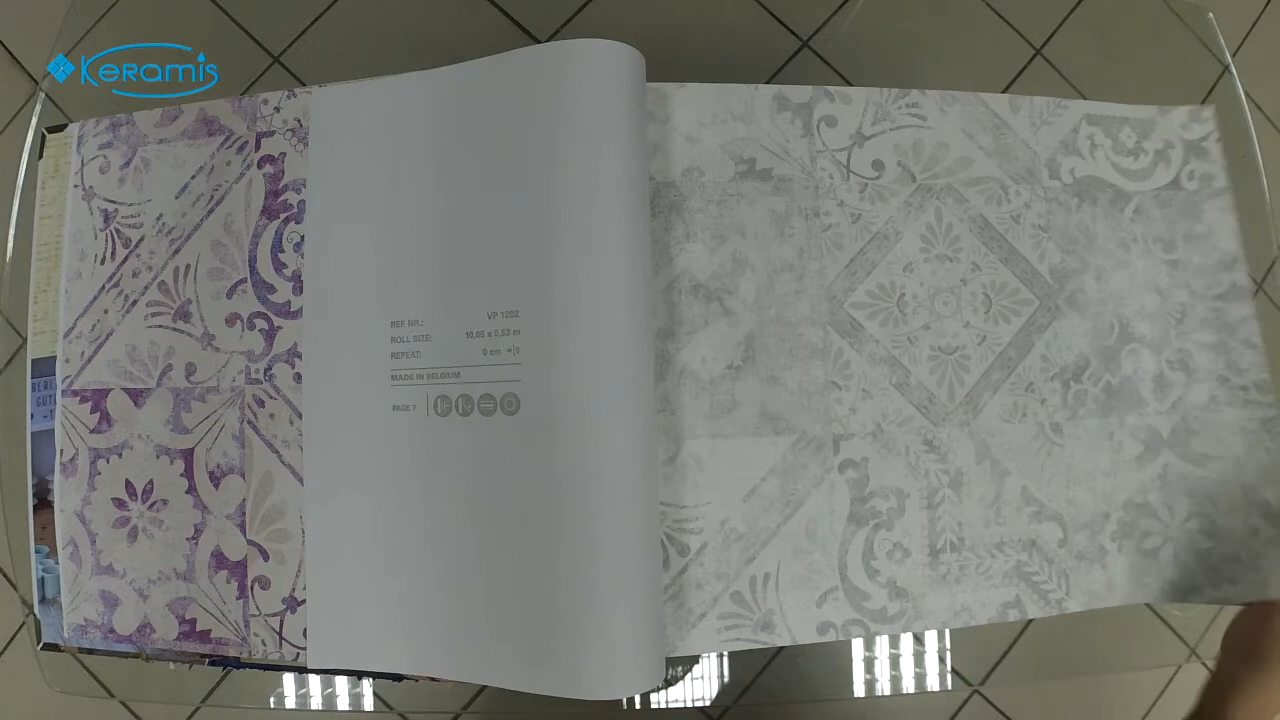 KERAMIS
REF. NR.: VP 1202
ROLL SIZE: 10,05 x 0,53 m
REPEAT: 0 cm
MADE IN BELGIUM
PAGE 7